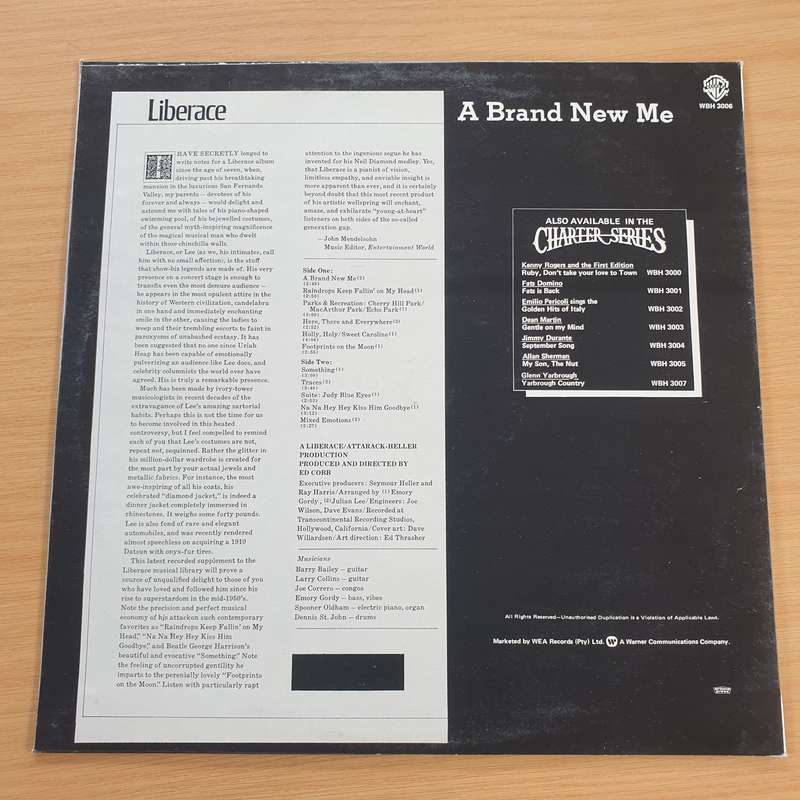 Liberace
HAVE SECRETLY longed to
write notes for a Liberace album
since the age of seven, when,
driving past his breathtaking
mansion in the luxurious San Fernando
Valley, my parents – devotees of his
forever and always – would delight and
astound me with tales of his piano-shaped
swimming pool, of his bejewelled costumes,
of the general myth-inspiring magnificence
of the magical musical man who dwelt
within those chinchilla walls.
Liberace, or Lee (as we, his intimates, call
him with no small affection), is the stuff
that show-biz legends are made of. His very
presence on a concert stage is enough to
transfix even the most demure audience –
he appears in the most opulent attire in the
history of Western civilization, candelabra
in one hand and immediately enchanting
smile in the other, causing the ladies to
weep and their trembling escorts to faint in
paroxysms of unabashed ecstasy. It has
been suggested that no one since Uriah
Heap has been capable of emotionally
pulverizing an audience like Lee does, and
celebrity columnists the world over have
agreed. His is truly a remarkable presence.
Much has been made by ivory-tower
musicologists in recent decades of the
extravagance of Lee's amazing sartorial
habits. Perhaps this is not the time for us
to become involved in this heated
controversy, but I feel compelled to remind
each of you that Lee's costumes are not,
repeat not, sequinned. Rather the glitter in
his million-dollar wardrobe is created for
the most part by your actual jewels and
metallic fabrics. For instance, the most
awe-inspiring of all his coats, his
celebrated "diamond jacket," is indeed a
dinner jacket completely immersed in
rhinestones. It weighs some forty pounds.
Lee is also fond of rare and elegant
automobiles, and was recently rendered
almost speechless on acquiring a 1910
Datsun with onyx-fur tires.
This latest recorded supplement to the
Liberace musical library will prove a
source of unqualified delight to those of you
who have loved and followed him since his
rise to superstardom in the mid-1950's.
Note the precision and perfect musical
economy of his attack on such contemporary
favorites as "Raindrops Keep Fallin' on My
Head," "Na Na Hey Hey Kiss Him
Goodbye," and Beatle George Harrison's
beautiful and evocative "Something." Note
the feeling of uncorrupted gentility he
imparts to the perenially lovely "Footprints
on the Moon." Listen with particularly rapt
attention to the ingenious segue he has
invented for his Neil Diamond medley. Yes,
that Liberace is a pianist of vision,
limitless empathy, and enviable insight is
more apparent than ever, and it is certainly
beyond doubt that this most recent product
of his artistic wellspring will enchant,
amaze, and exhilarate "young-at-heart"
listeners on both sides of the so-called
generation gap.
– John Mendelsohn
Music Editor, Entertainment World
Side One:
A Brand New Me (2)
(2:49)
Raindrops Keep Fallin' on My Head (1)
(2:50)
Parks & Recreation: Cherry Hill Park/
MacArthur Park/Echo Park (1)
(3:00)
Here, There and Everywhere (2)
(2:52)
Holly, Holy/Sweet Caroline (1)
(4:04)
Footprints on the Moon (1)
(2:55)
Side Two:
Something (1)
(3:09)
Traces (2)
Suite: Judy Blue Eyes (1)
(2:53)
Na Na Hey Hey Kiss Him Goodbye (1)
(3:12)
Mixed Emotions (2)
A LIBERACE/ATTARACK-HELLER
PRODUCTION
PRODUCED AND DIRECTED BY
ED COBB
Executive producers: Seymour Heller and
Ray Harris/Arranged by (1) Emory
Gordy , (2) Julian Lee/Engineers: Joe
Wilson, Dave Evans/Recorded at
Transcontinental Recording Studios,
Hollywood, California/Cover art: Dave
Willardsen/Art direction: Ed Thrasher
Musicians
Barry Bailey – guitar
Larry Collins – guitar
Joe Correro – congos
Emory Gordy – bass, vibes
Spooner Oldham – electric piano, organ
Dennis St. John – drums
A Brand New Me
WBH 3006
ALSO AVAILABLE IN THE
CHARTER SERIES
Kenny Rogers and the First Edition
Ruby, Don't take your love to Town WBH 3000
Fats Domino
Fats is Back WBH 3001
Emilio Pericoli sings the
Golden Hits of Italy WBH 3002
Dean Martin
Gentle on my Mind WBH 3003
Jimmy Durante
September Song WBH 3004
Allan Sherman
My Son, The Nut WBH 3005
Glenn Yarbrough
Yarbrough Country WBH 3007
All Rights Reserved—Unauthorised Duplication is a Violation of Applicable Laws.
Marketed by WEA Records (Pty) Ltd. A Warner Communications Company.